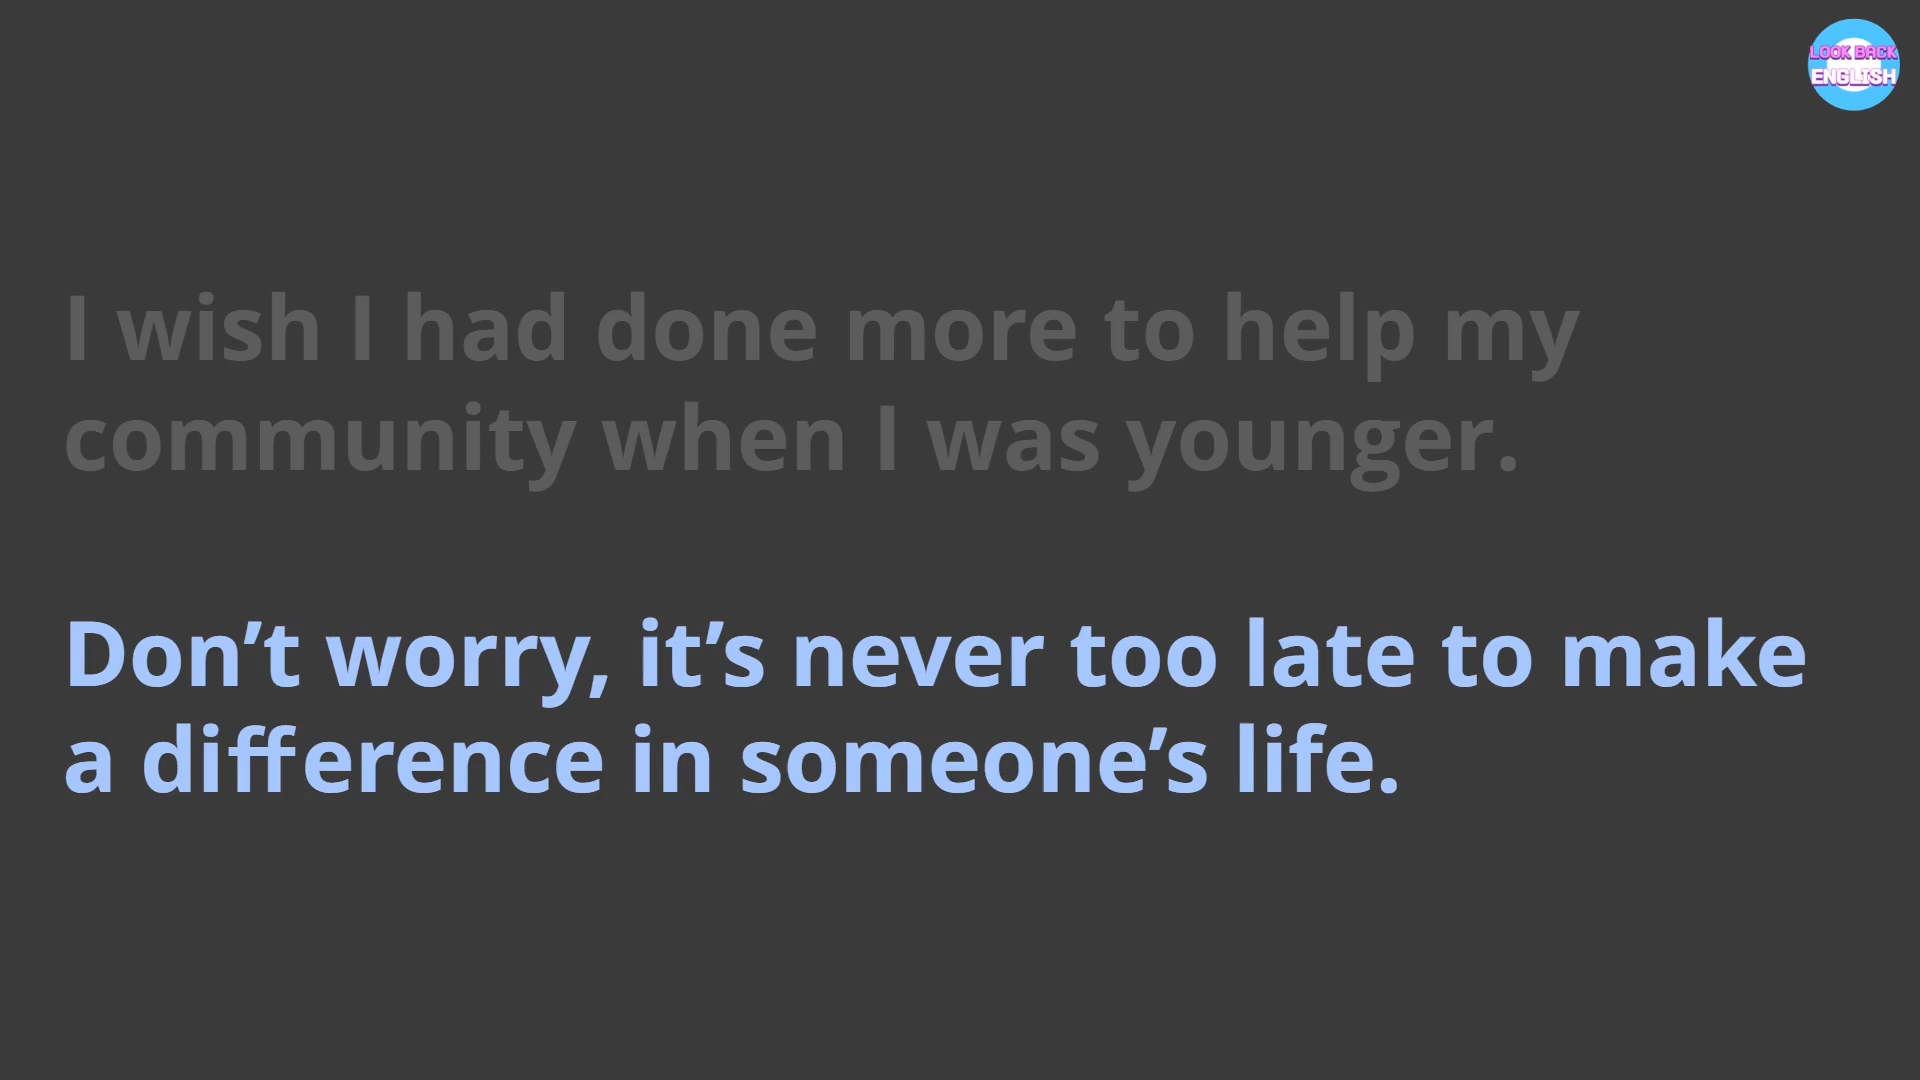 LOOK BACK
ENGLISH
I wish I had done more to help my
community when I was younger.
Don’t worry, it’s never too late to make
a difference in someone’s life.